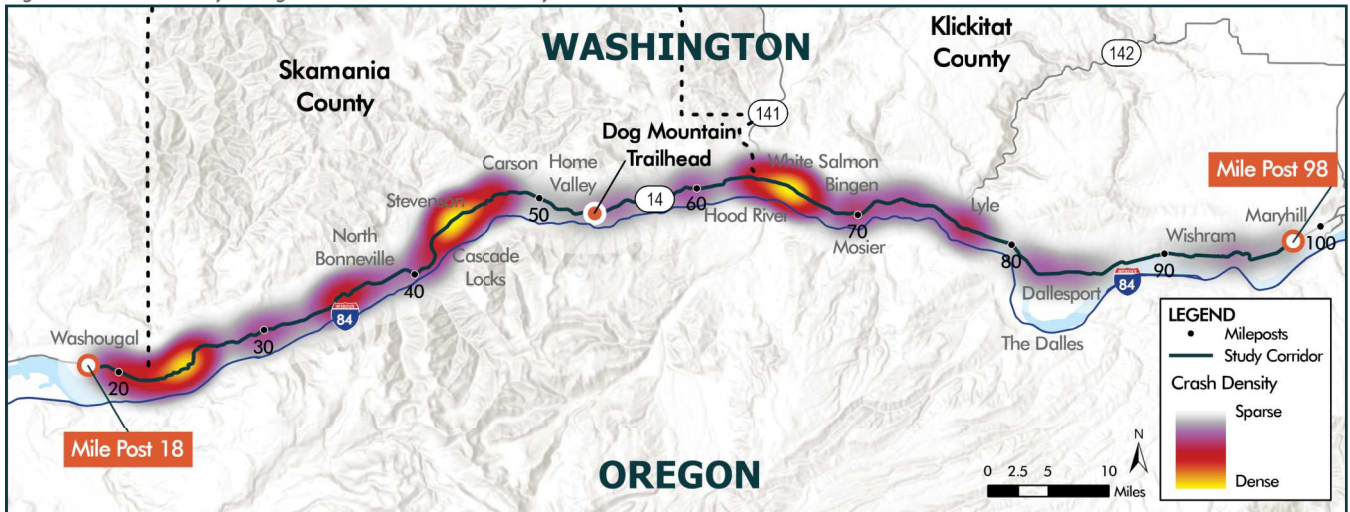 WASHINGTON
Klickitat
County
142
Skamania
County
141
Dog Mountain
Trailhead
White Salmon
Bingen
Carson
Home
Valley
Mile Post 98
Stevenson
50
14
60
Hood River
Lyle
Maryhill
70
Mosier
Wishram
100
North
Bonneville
Cascade
Locks
80
90
40
84
Dallesport
84
LEGEND
Mileposts
Study Corridor
Crash Density
Sparse
Dense
Washougal
30
The Dalles
20
Mile Post 18
OREGON
N
0 2.5 5 10
Miles